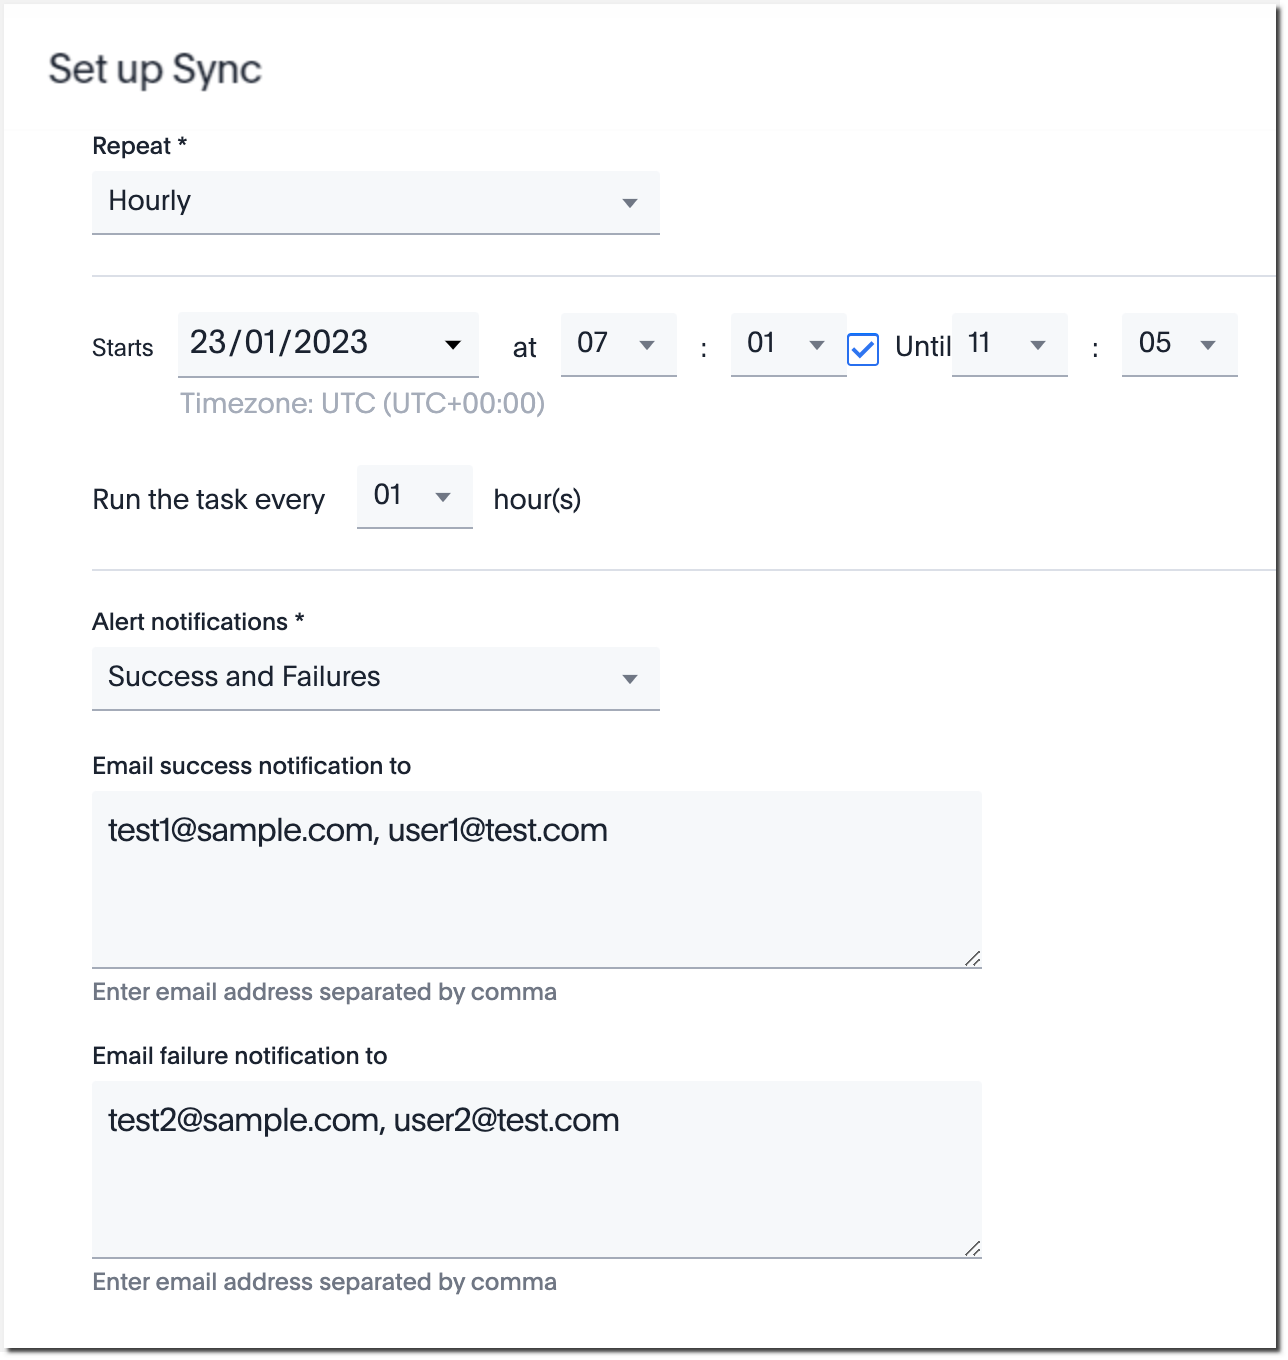 Set up Sync
Repeat *
Hourly
Starts 23/01/2023 at 07 : 01 Until 11 : 05
Timezone: UTC (UTC+00:00)
Run the task every 01 hour(s)
Alert notifications *
Success and Failures
Email success notification to
test1@sample.com, user1@test.com
Enter email address separated by comma
Email failure notification to
test2@sample.com, user2@test.com
Enter email address separated by comma